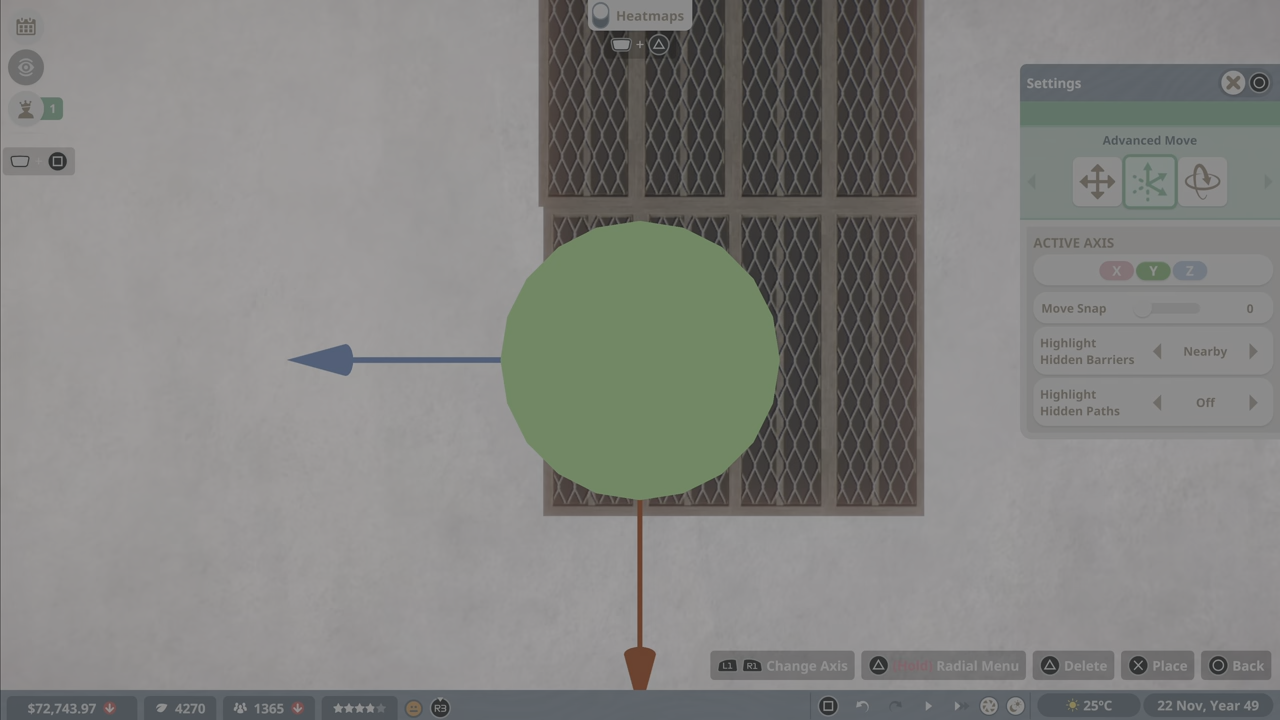 Heatmaps
+
1
Settings
Advanced Move
ACTIVE AXIS
X Y Z
Move Snap 0
Highlight
Hidden Barriers
Nearby
Highlight
Hidden Paths
Off
L1 R1 Change Axis
(Hold) Radial Menu
Delete
Place
Back
$72,743.97
4270
1365
R3
25°C
22 Nov, Year 49